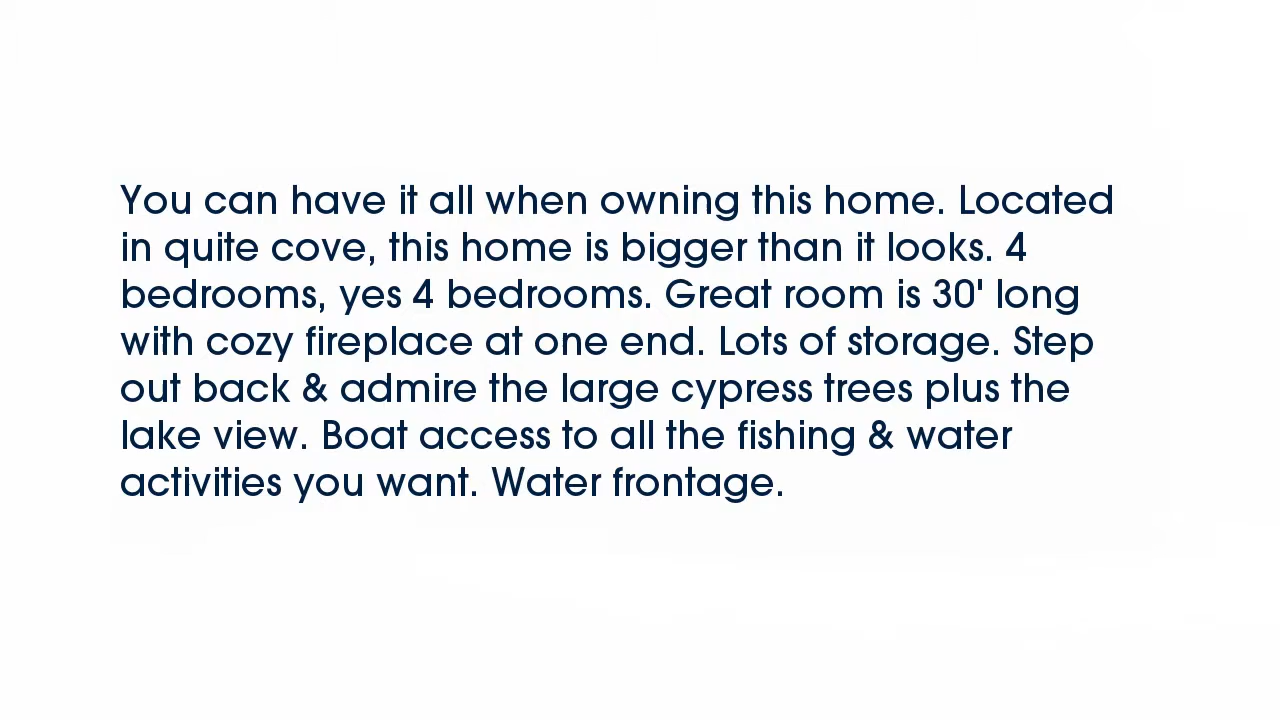 You can have it all when owning this home. Located
in quite cove, this home is bigger than it looks. 4
bedrooms, yes 4 bedrooms. Great room is 30' long
with cozy fireplace at one end. Lots of storage. Step
out back & admire the large cypress trees plus the
lake view. Boat access to all the fishing & water
activities you want. Water frontage.